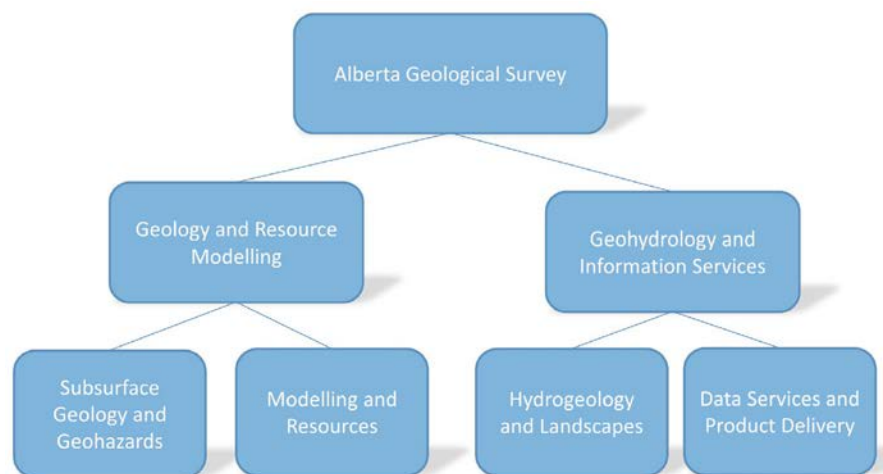 Alberta Geological Survey
Geology and Resource
Modelling
Geohydrology and
Information Services
Subsurface
Geology and
Geohazards
Modelling and
Resources
Hydrogeology
and Landscapes
Data Services and
Product Delivery